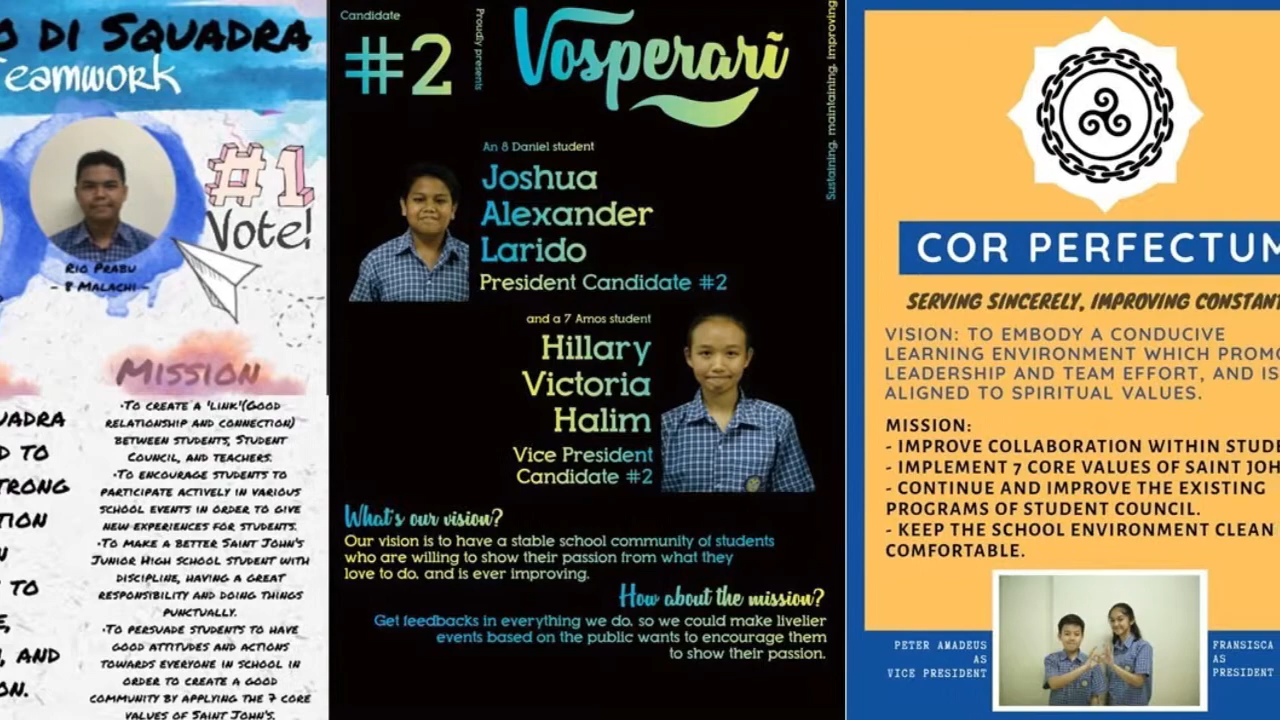 O DI SQUADRA
Teamwork
#1
Vote!
RIO PRABU
- 8 MALACHI -
MISSION
•TO CREATE A 'LINK'(GOOD
RELATIONSHIP AND CONNECTION)
BETWEEN STUDENTS, STUDENT
COUNCIL, AND TEACHERS.
•TO ENCOURAGE STUDENTS TO
PARTICIPATE ACTIVELY IN VARIOUS
SCHOOL EVENTS IN ORDER TO GIVE
NEW EXPERIENCES FOR STUDENTS.
•TO MAKE A BETTER SAINT JOHN'S
JUNIOR HIGH SCHOOL STUDENT WITH
DISCIPLINE, HAVING A GREAT
RESPONSIBILITY AND DOING THINGS
PUNCTUALLY.
•TO PERSUADE STUDENTS TO HAVE
GOOD ATTITUDES AND ACTIONS
TOWARDS EVERYONE IN SCHOOL IN
ORDER TO CREATE A GOOD
COMMUNITY BY APPLYING THE 7 CORE
VALUES OF SAINT JOHN'S.
Candidate
#2
Proudly presents
Vosperari
Sustaining, maintaining, improving
An 8 Daniel student
Joshua
Alexander
Larido
President Candidate #2
and a 7 Amos student
Hillary
Victoria
Halim
Vice President
Candidate #2
What's our vision?
Our vision is to have a stable school community of students
who are willing to show their passion from what they
love to do, and is ever improving.
How about the mission?
Get feedbacks in everything we do, so we could make livelier
events based on the public wants to encourage them
to show their passion.
COR PERFECTUM
SERVING SINCERELY, IMPROVING CONSTANT
VISION: TO EMBODY A CONDUCIVE
LEARNING ENVIRONMENT WHICH PROMO
LEADERSHIP AND TEAM EFFORT, AND IS
ALIGNED TO SPIRITUAL VALUES.
MISSION:
- IMPROVE COLLABORATION WITHIN STUDE
- IMPLEMENT 7 CORE VALUES OF SAINT JOH
- CONTINUE AND IMPROVE THE EXISTING
PROGRAMS OF STUDENT COUNCIL.
- KEEP THE SCHOOL ENVIRONMENT CLEAN
COMFORTABLE.
PETER AMADEUS
AS
VICE PRESIDENT
FRANSISCA
AS
PRESIDENT